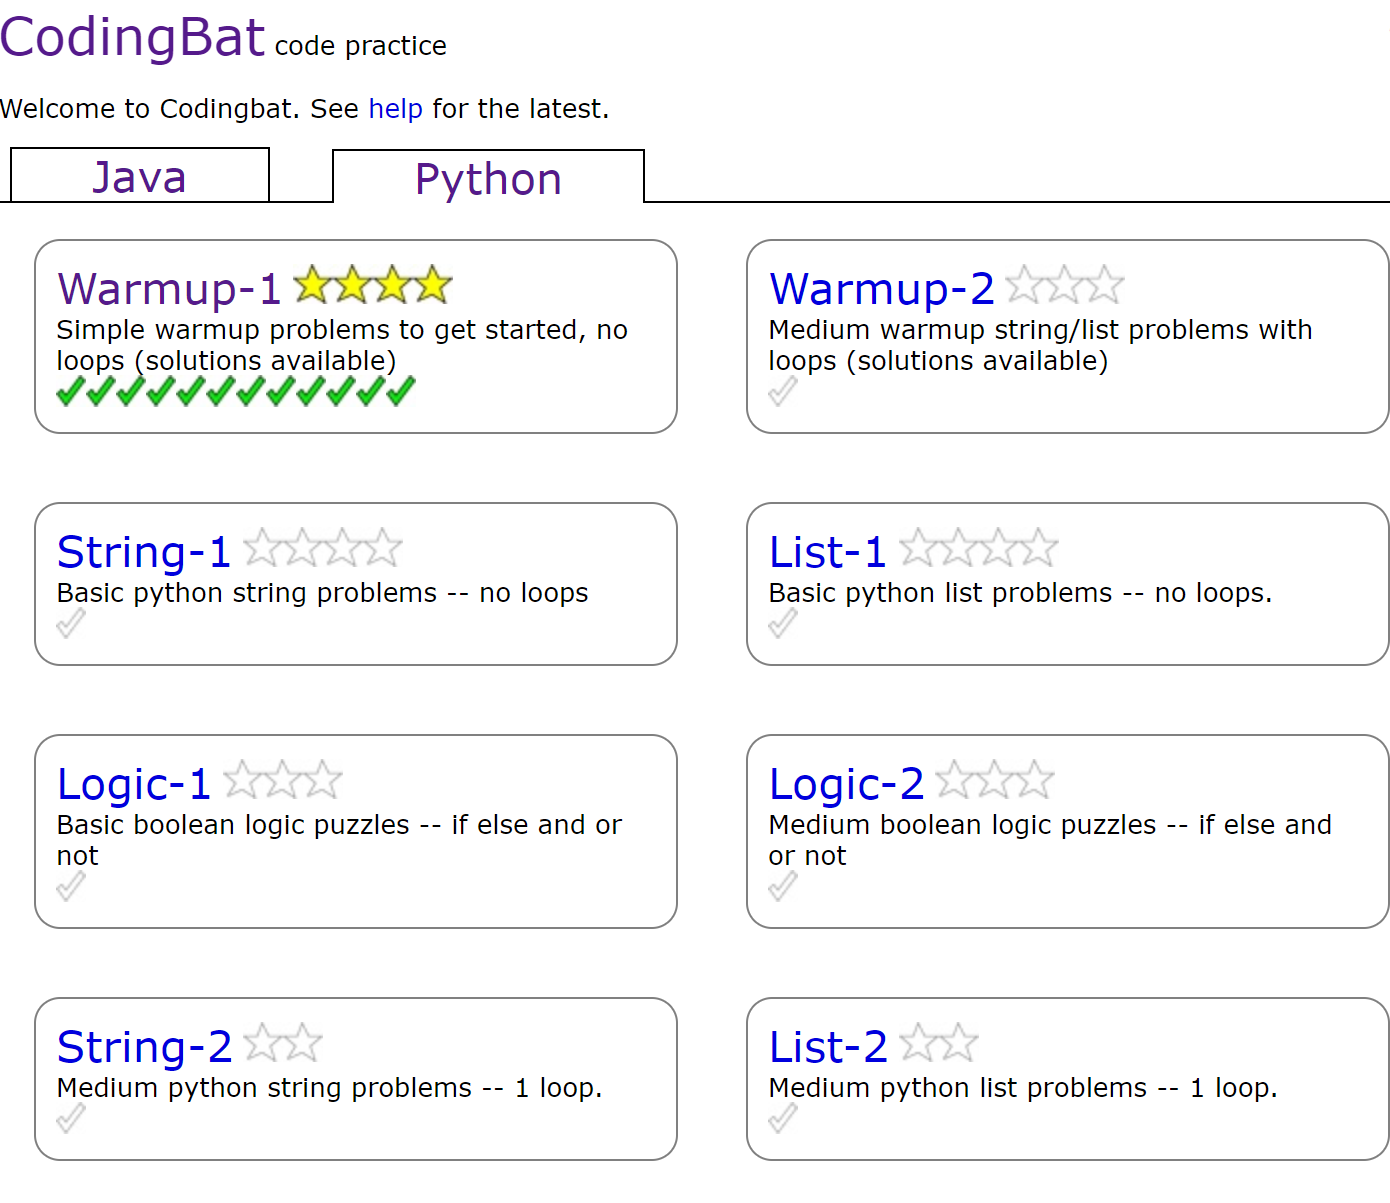 CodingBat code practice
Welcome to Codingbat. See help for the latest.
Java
Python
Warmup-1
Simple warmup problems to get started, no
loops (solutions available)
Warmup-2
Medium warmup string/list problems with
loops (solutions available)
String-1
Basic python string problems -- no loops
List-1
Basic python list problems -- no loops.
Logic-1
Basic boolean logic puzzles -- if else and or
not
Logic-2
Medium boolean logic puzzles -- if else and
or not
String-2
Medium python string problems -- 1 loop.
List-2
Medium python list problems -- 1 loop.